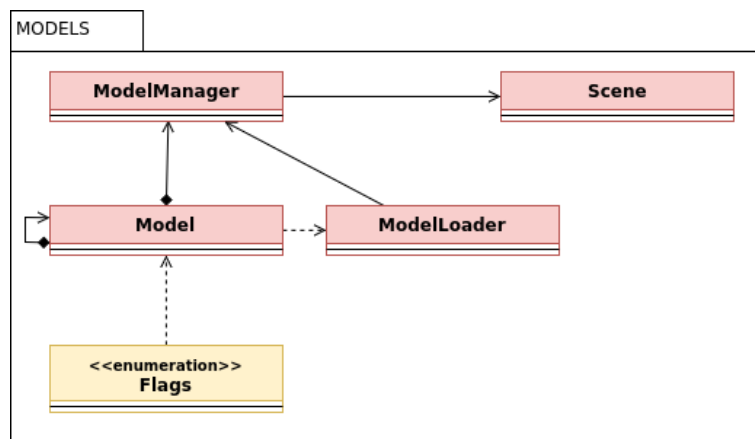 MODELS
ModelManager
Scene
Model
ModelLoader
<<enumeration>>
Flags